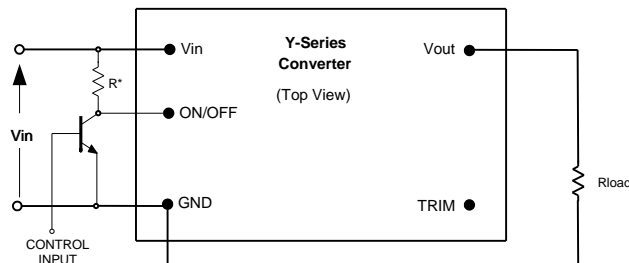 Y-Series
Converter
(Top View)
Vin
Vout
R*
ON/OFF
Vin
GND
TRIM
Rload
CONTROL
INPUT